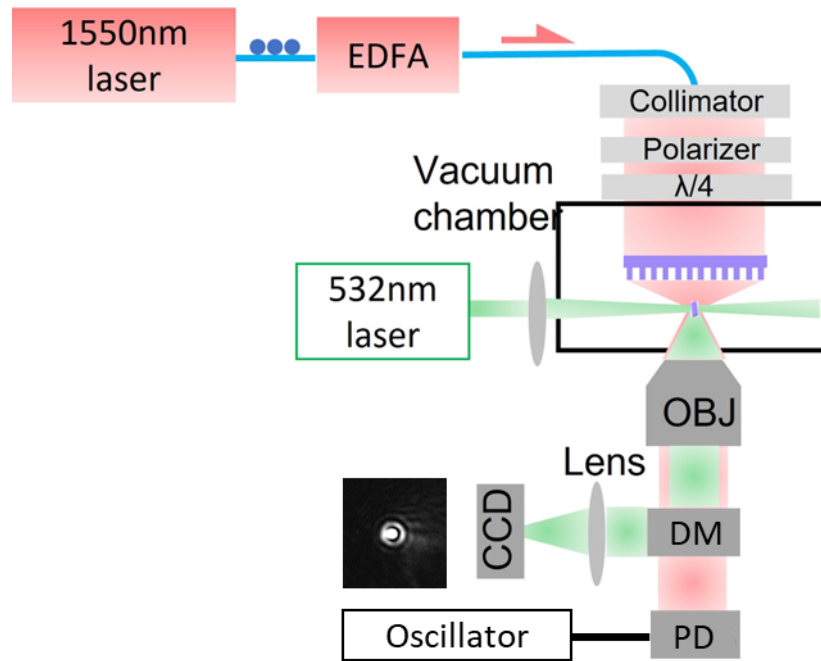 1550nm
laser
EDFA
Collimator
Polarizer
λ/4
Vacuum
chamber
532nm
laser
OBJ
Lens
CCD
DM
Oscillator
PD